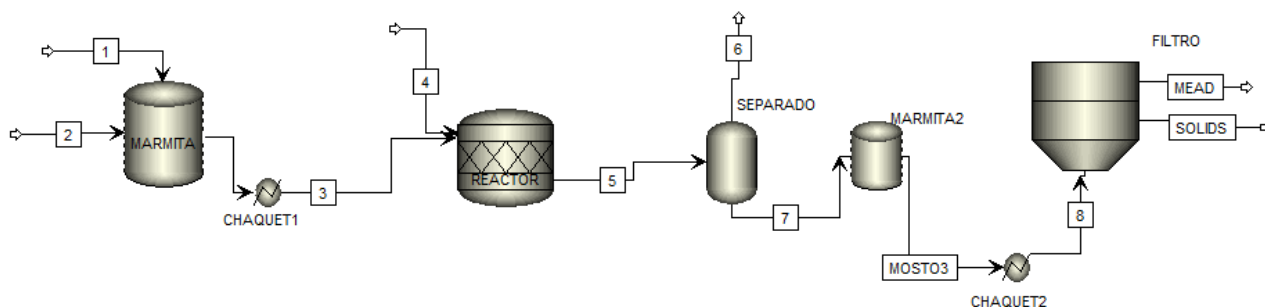 1
2
MARMITA
CHAQUET1
3
4
REACTOR
5
6
SEPARADO
7
MARMITA2
MOSTO3
CHAQUET2
8
FILTRO
MEAD
SOLIDS